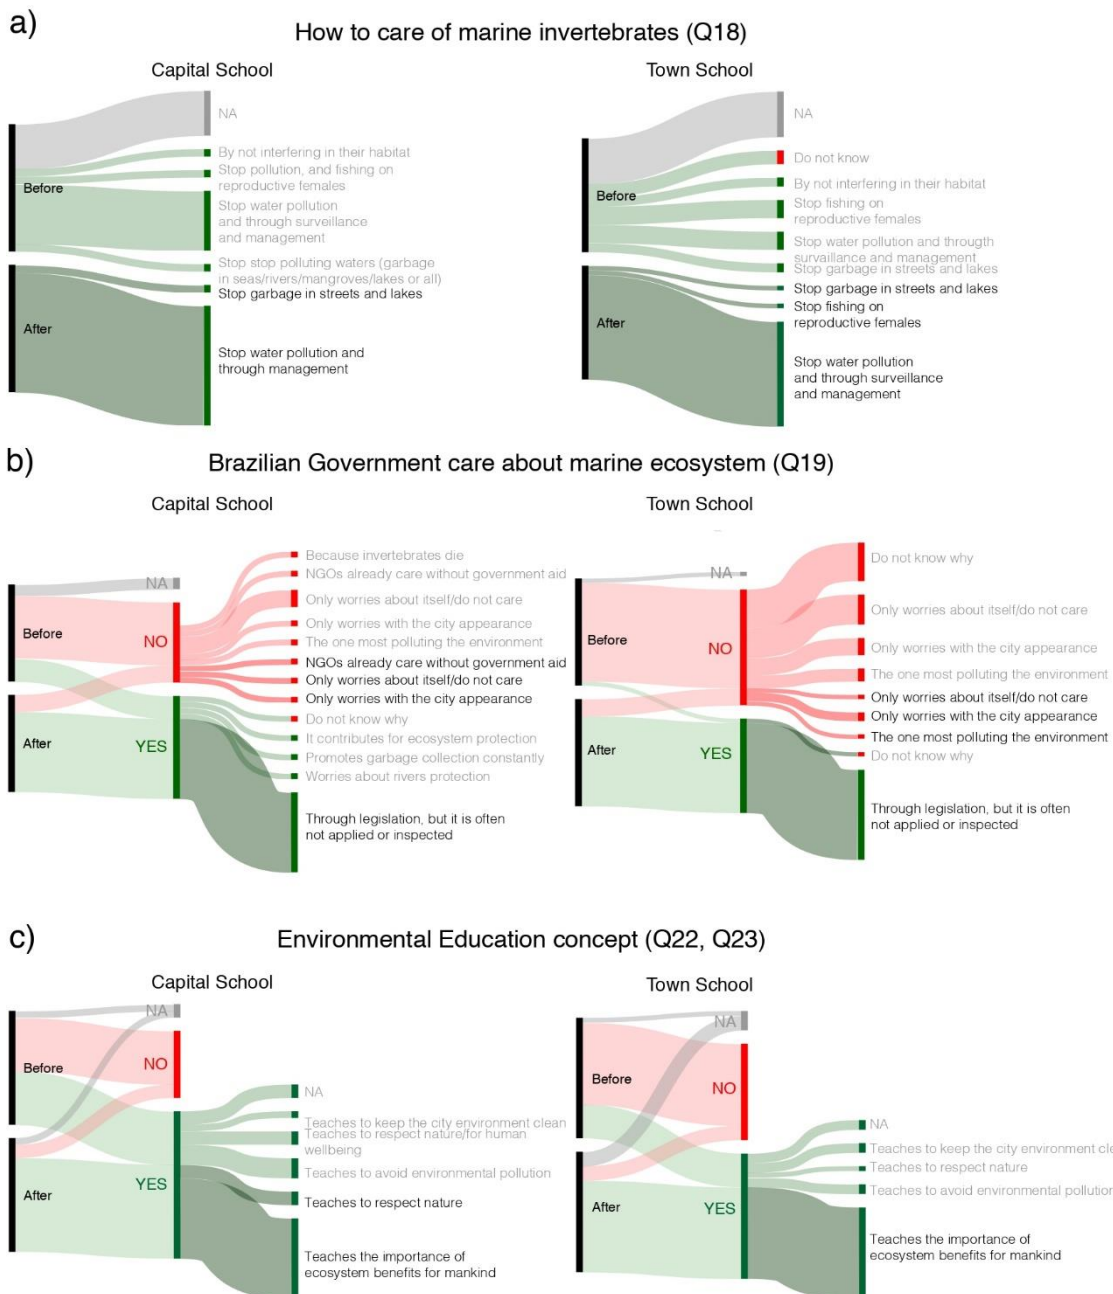 a)
How to care of marine invertebrates (Q18)
Capital School
NA
By not interfering in their habitat
Stop pollution, and fishing on
reproductive females
Before
Stop water pollution
and through surveillance
and management
Stop stop polluting waters (garbage
in seas/rivers/mangroves/lakes or all)
Stop garbage in streets and lakes
After
Stop water pollution and
through management
Town School
NA
Do not know
By not interfering in their habitat
Before
Stop fishing on
reproductive females
Stop water pollution and througth
survaillance and management
Stop garbage in streets and lakes
Stop garbage in streets and lakes
Stop fishing on
reproductive females
After
Stop water pollution
and through surveillance
and management
b)
Brazilian Government care about marine ecosystem (Q19)
Capital School
Because invertebrates die
NA
NGOs already care without government aid
Only worries about itself/do not care
Only worries with the city appearance
Before
NO
The one most polluting the environment
NGOs already care without government aid
Only worries about itself/do not care
Only worries with the city appearance
Do not know why
After
YES
It contributes for ecosystem protection
Promotes garbage collection constantly
Worries about rivers protection
Through legislation, but it is often
not applied or inspected
Town School
Do not know why
NA
Only worries about itself/do not care
Before
NO
Only worries with the city appearance
The one most polluting the environment
Only worries about itself/do not care
Only worries with the city appearance
The one most polluting the environment
After
YES
Do not know why
Through legislation, but it is often
not applied or inspected
c)
Environmental Education concept (Q22, Q23)
Capital School
NA
Before
NO
NA
Teaches to keep the city environment clean
Teaches to respect nature/for human
wellbeing
Teaches to avoid environmental pollution
After
YES
Teaches to respect nature
Teaches the importance of
ecosystem benefits for mankind
Town School
NA
Before
NO
NA
Teaches to keep the city environment cle
Teaches to respect nature
Teaches to avoid environmental pollution
After
YES
Teaches the importance of
ecosystem benefits for mankind